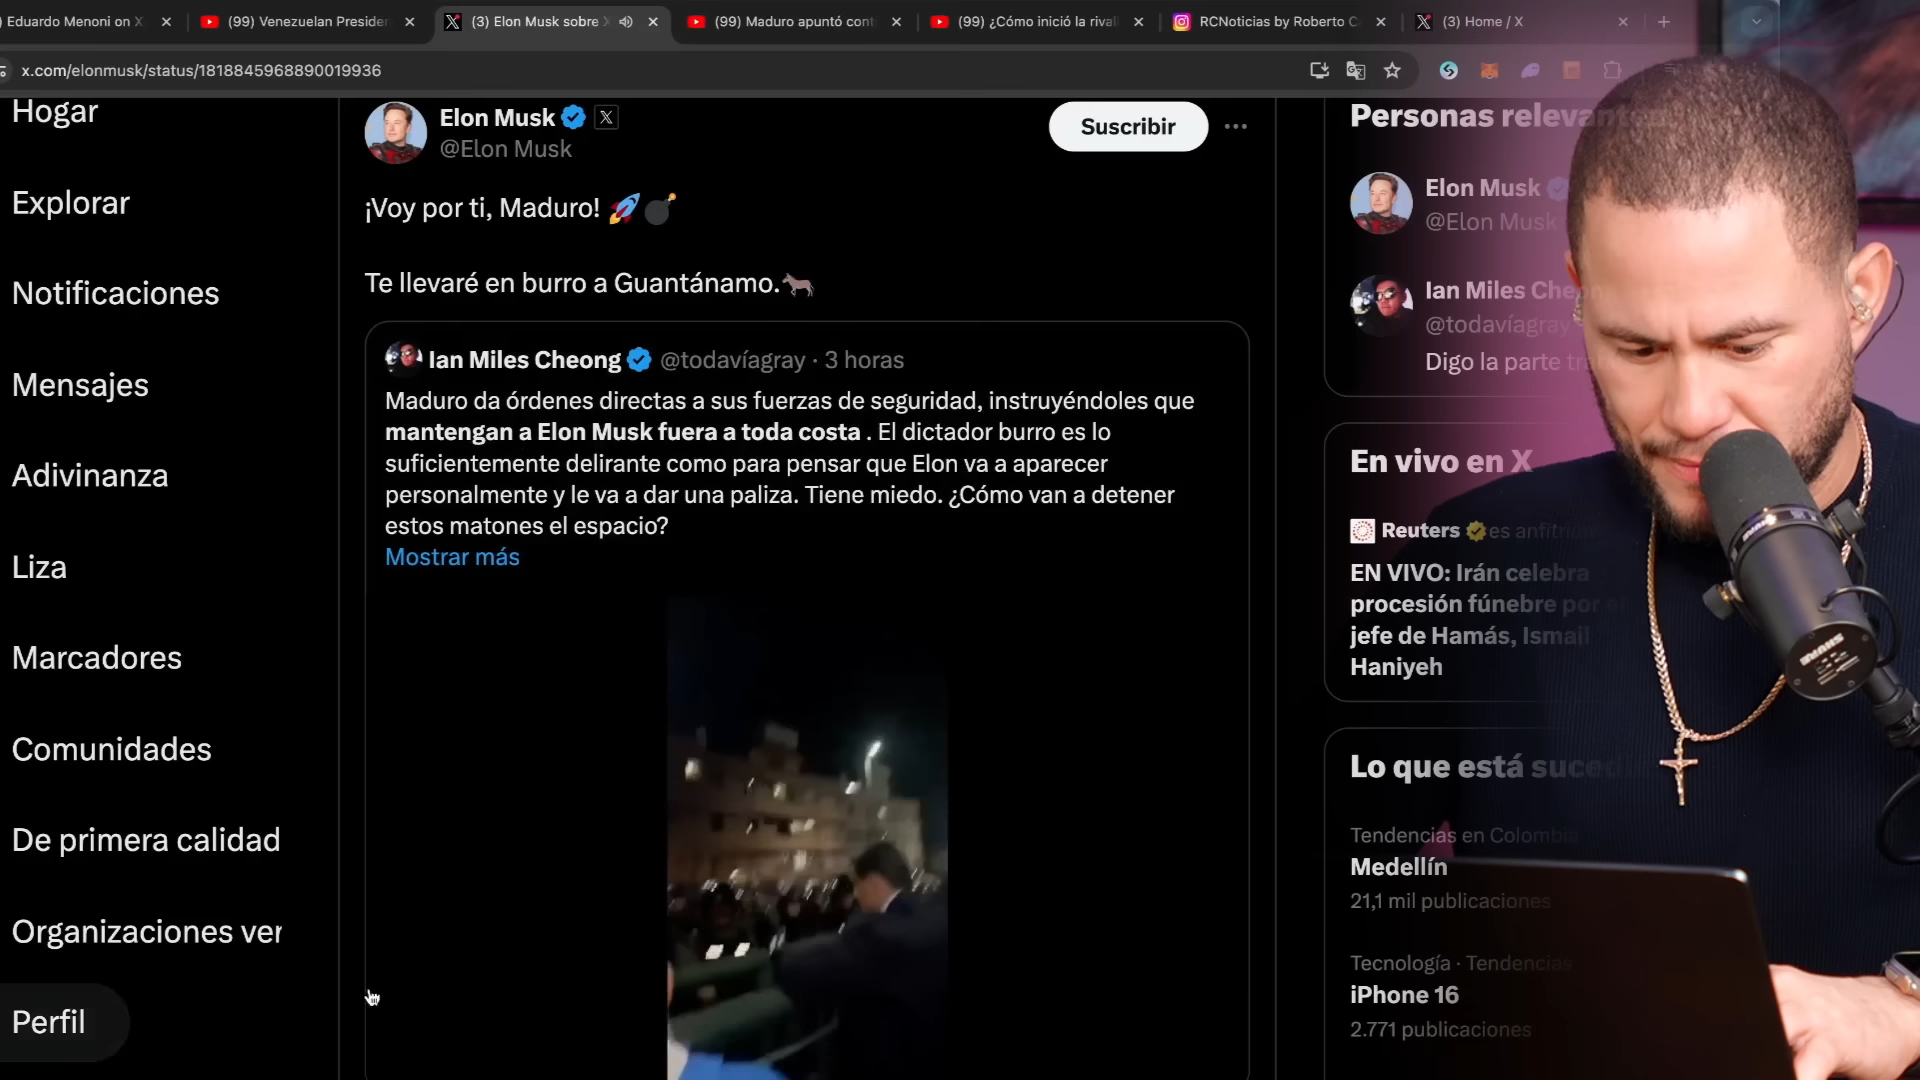 Eduardo Menoni on X
(99) Venezuelan Presiden
(3) Elon Musk sobre X
(99) Maduro apuntó cont
(99) ¿Cómo inició la rival
RCNoticias by Roberto C
(3) Home / X
x.com/elonmusk/status/1818845968890019936
Hogar
Explorar
Notificaciones
Mensajes
Adivinanza
Liza
Marcadores
Comunidades
De primera calidad
Organizaciones ver
Perfil
Elon Musk
@Elon Musk
Suscribir
¡Voy por ti, Maduro! 🚀💣
Te llevaré en burro a Guantánamo.🫏
Ian Miles Cheong @todavíagray · 3 horas
Maduro da órdenes directas a sus fuerzas de seguridad, instruyéndoles que
mantengan a Elon Musk fuera a toda costa . El dictador burro es lo
suficientemente delirante como para pensar que Elon va a aparecer
personalmente y le va a dar una paliza. Tiene miedo. ¿Cómo van a detener
estos matones el espacio?
Mostrar más
Personas relevan
Elon Musk
@Elon Musk
Ian Miles Cheo
@todavíagray
Digo la parte tr
En vivo en X
Reuters es anfitrión
EN VIVO: Irán celebra
procesión fúnebre por e
jefe de Hamás, Ismail
Haniyeh
Lo que está suced
Tendencias en Colombia
Medellín
21,1 mil publicaciones
Tecnología · Tendencias
iPhone 16
2.771 publicaciones
SHURE